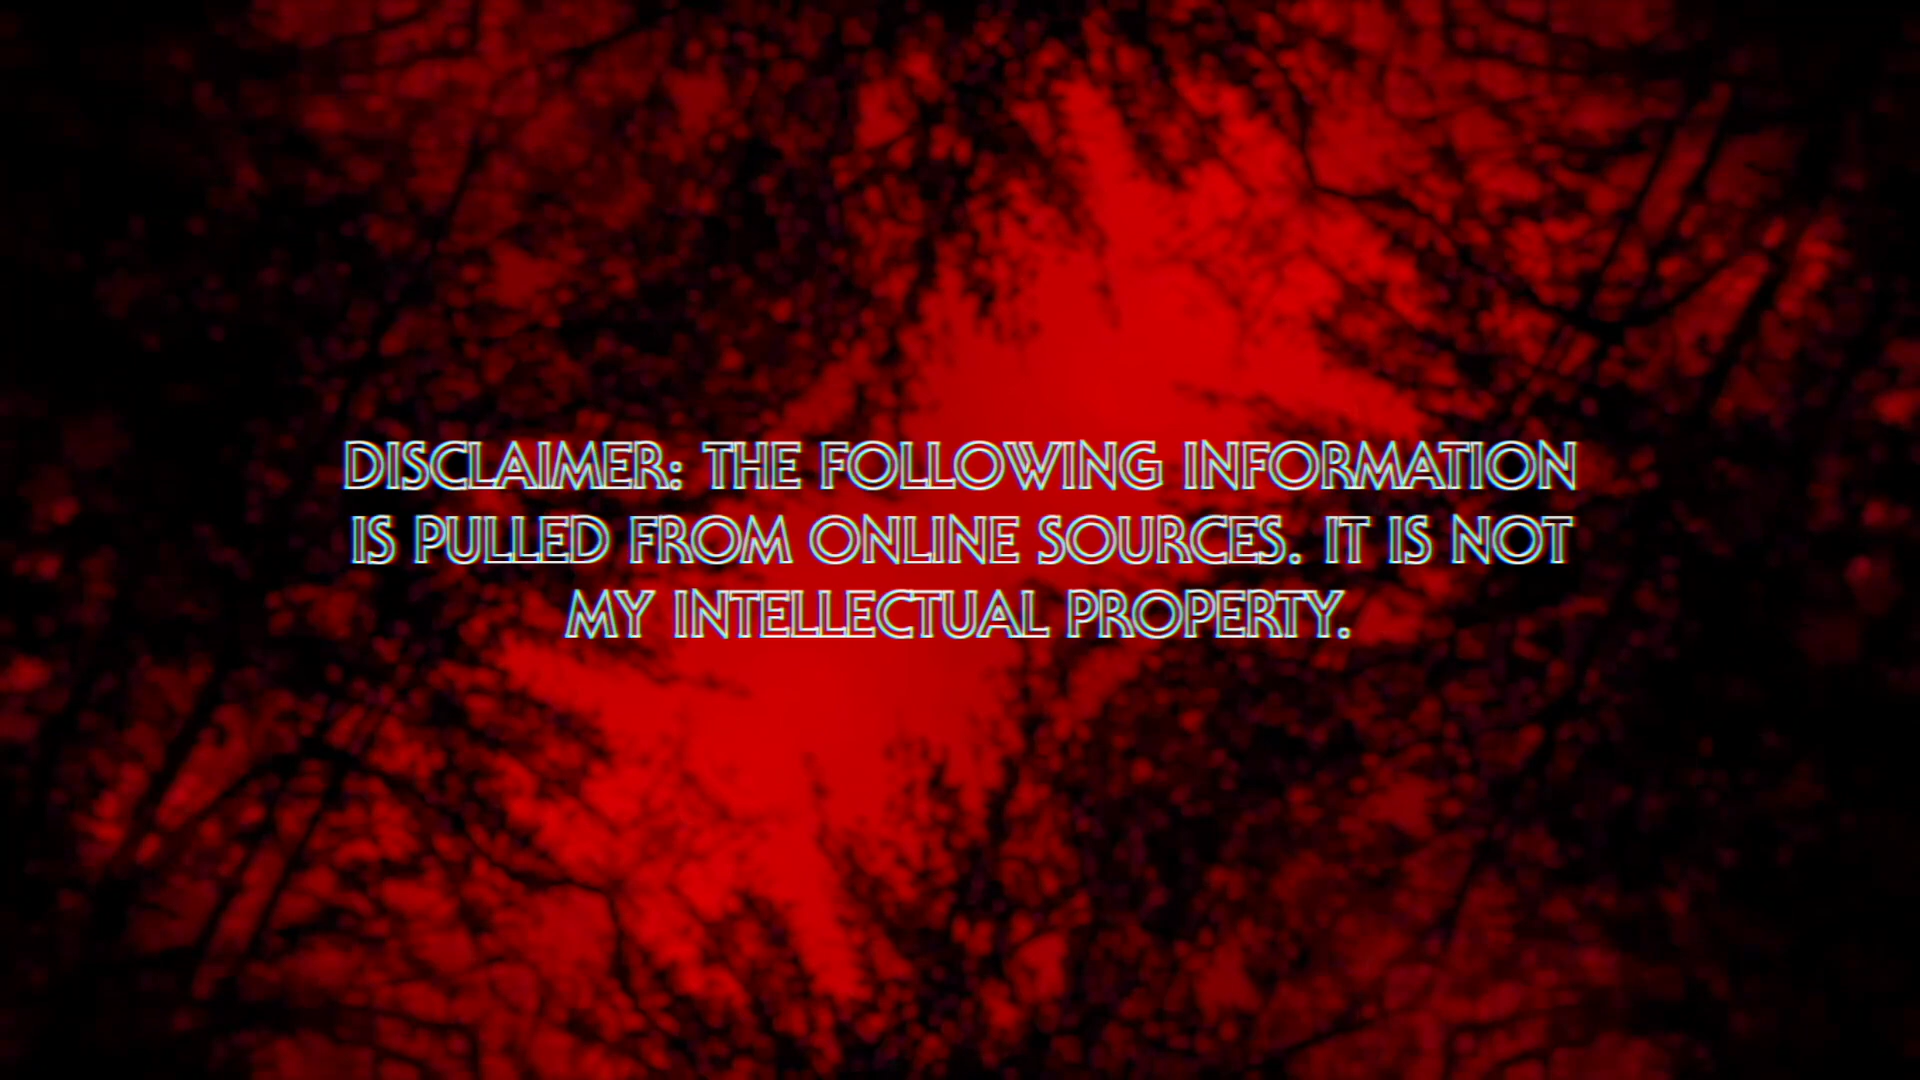 DISCLAIMER: THE FOLLOWING INFORMATION
IS PULLED FROM ONLINE SOURCES. IT IS NOT
MY INTELLECTUAL PROPERTY.